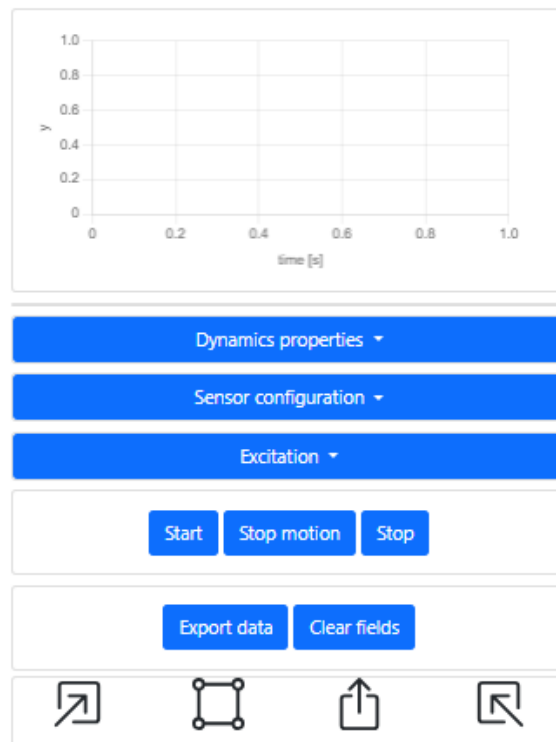 1.0
0.8
0.6
y
0.4
0.2
0
0 0.2 0.4 0.6 0.8 1.0
time [s]
Dynamics properties
Sensor configuration
Excitation
Start Stop motion Stop
Export data Clear fields